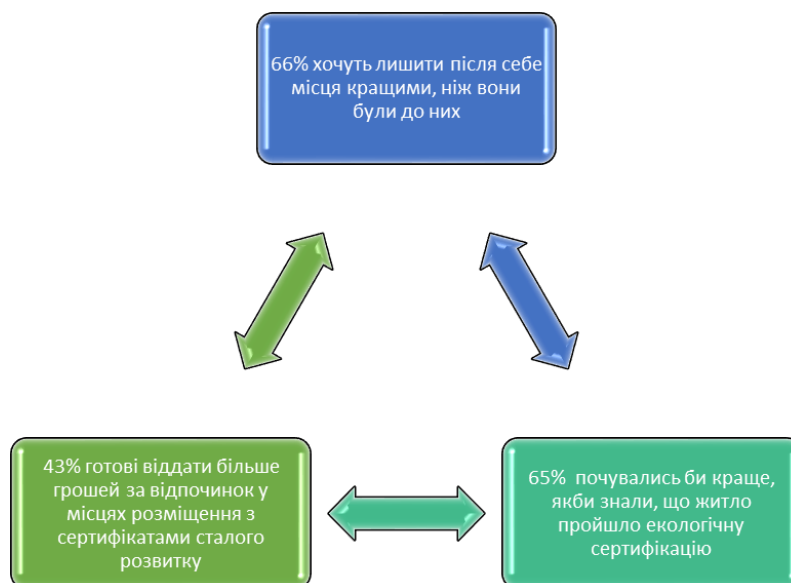 66% хочуть лишити після себе
місця кращими, ніж вони
були до них
43% готові віддати більше
грошей за відпочинок у
місцях розміщення з
сертифікатами сталого
розвитку
65% почувались би краще,
якби знали, що житло
пройшло екологічну
сертифікацію